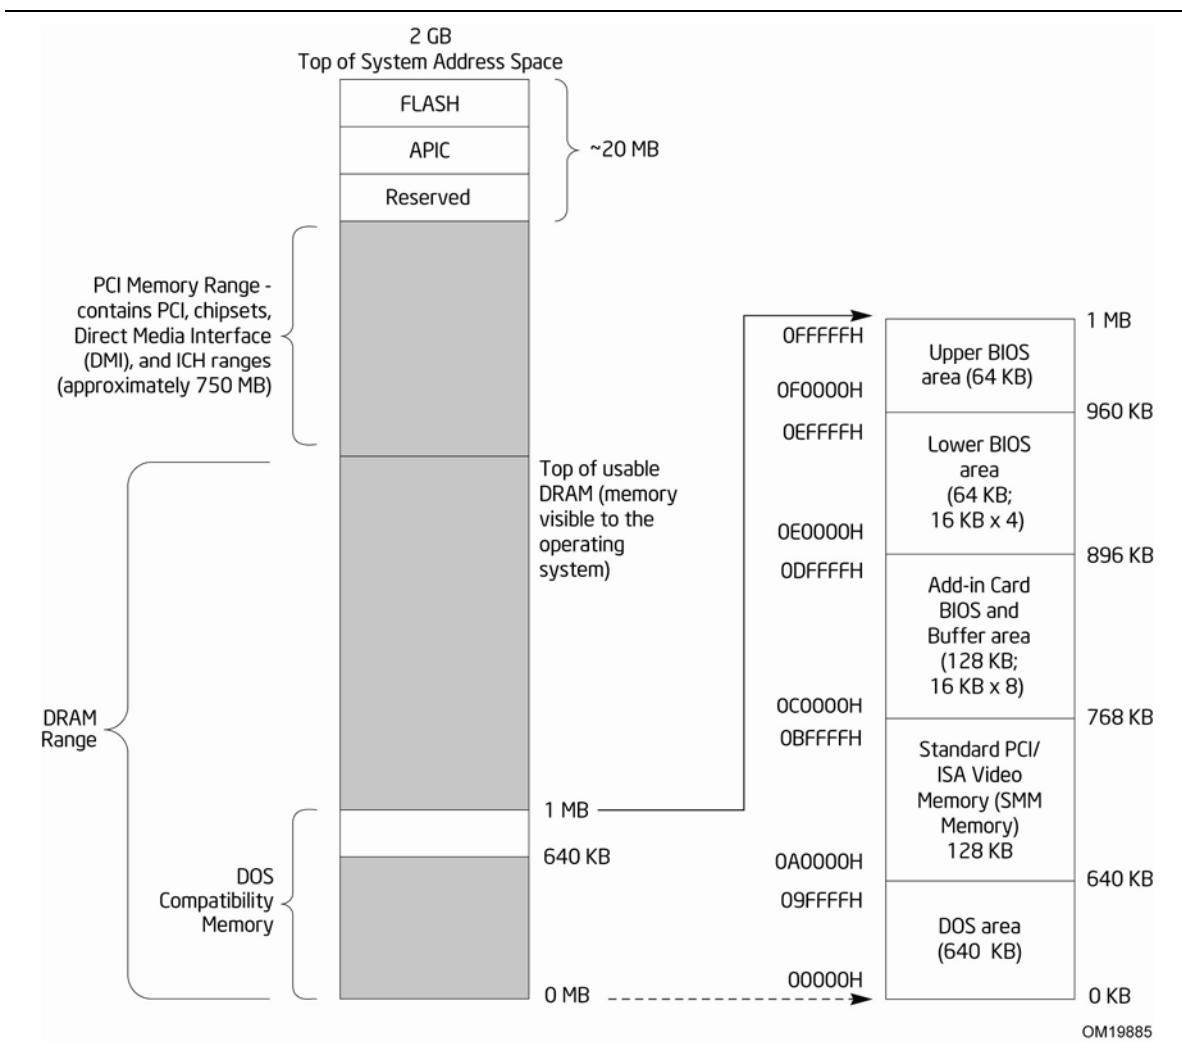 2 GB
Top of System Address Space
FLASH
APIC
Reserved
~20 MB
PCI Memory Range -
contains PCI, chipsets,
Direct Media Interface
(DMI), and ICH ranges
(approximately 750 MB)
Top of usable
DRAM (memory
visible to the
operating
system)
DRAM
Range
1 MB
640 KB
DOS
Compatibility
Memory
0 MB
0FFFFFH
0F0000H
0EFFFFH
0E0000H
0DFFFFH
0C0000H
0BFFFFH
0A0000H
09FFFFH
00000H
Upper BIOS
area (64 KB)
Lower BIOS
area
(64 KB;
16 KB x 4)
Add-in Card
BIOS and
Buffer area
(128 KB;
16 KB x 8)
Standard PCI/
ISA Video
Memory (SMM
Memory)
128 KB
DOS area
(640 KB)
1 MB
960 KB
896 KB
768 KB
640 KB
0 KB
OM19885